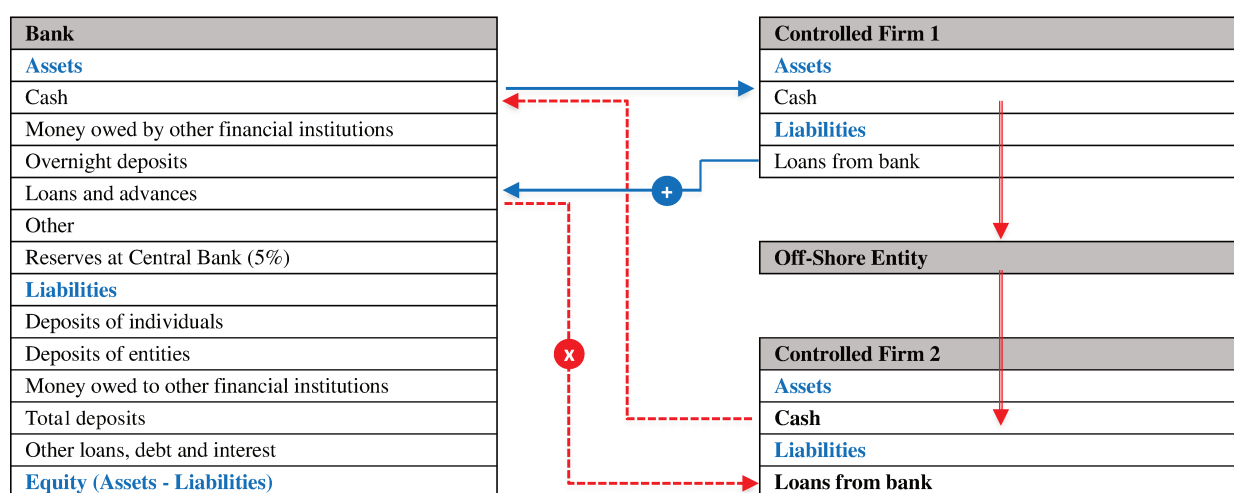 Bank
Assets
Cash
Money owed by other financial institutions
Overnight deposits
Loans and advances
Other
Reserves at Central Bank (5%)
Liabilities
Deposits of individuals
Deposits of entities
Money owed to other financial institutions
Total deposits
Other loans, debt and interest
Equity (Assets - Liabilities)
+
x
Controlled Firm 1
Assets
Cash
Liabilities
Loans from bank
Off-Shore Entity
Controlled Firm 2
Assets
Cash
Liabilities
Loans from bank